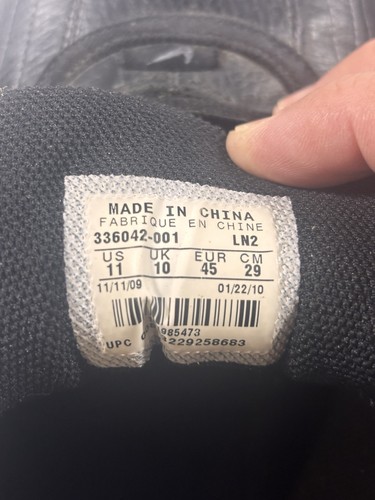 MADE IN CHINA
FABRIQUE EN CHINE
336042-001 LN2
US UK EUR CM
11 10 45 29
11/11/09 01/22/10
985473
UPC 229258683